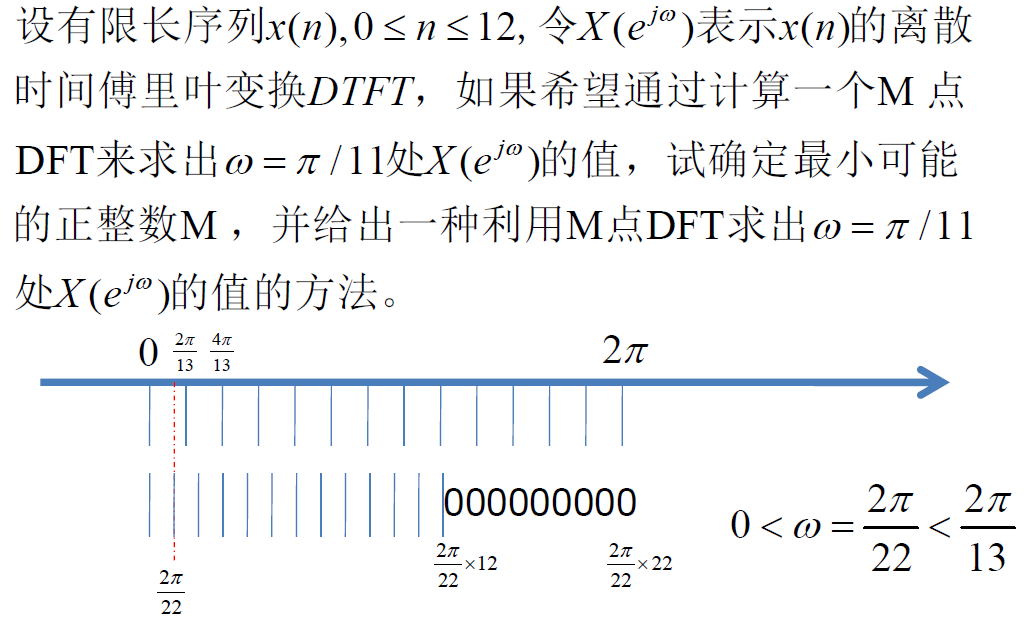 设有限长序列x(n),0 ≤ n ≤ 12, 令X(e^{jω})表示x(n)的离散
时间傅里叶变换DTFT，如果希望通过计算一个M 点
DFT来求出ω = π /11处X(e^{jω})的值，试确定最小可能
的正整数M ，并给出一种利用M点DFT求出ω = π /11
处X(e^{jω})的值的方法。
0 2π/13 4π/13 2π
000000000
0 < ω = 2π/22 < 2π/13
2π/22 ×12 2π/22 ×22
2π/22